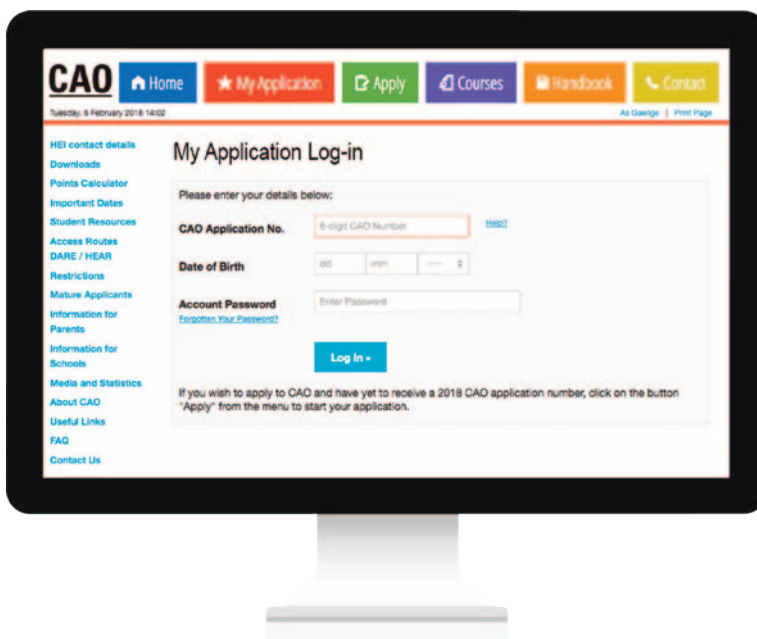 CAO
Home
My Application
Apply
Courses
Handbook
Contact
Tuesday, 6 February 2018 14:02
As Gaeilge | Print Page
HEI contact details
Downloads
Points Calculator
Important Dates
Student Resources
Access Routes
DARE / HEAR
Restrictions
Mature Applicants
Information for
Parents
Information for
Schools
Media and Statistics
About CAO
Useful Links
FAQ
Contact Us
My Application Log-in
Please enter your details below:
CAO Application No.
8-digit CAO Number
Help?
Date of Birth
dd
mm
----
Account Password
Enter Password
Forgotten Your Password?
Log In »
If you wish to apply to CAO and have yet to receive a 2018 CAO application number, click on the button
"Apply" from the menu to start your application.